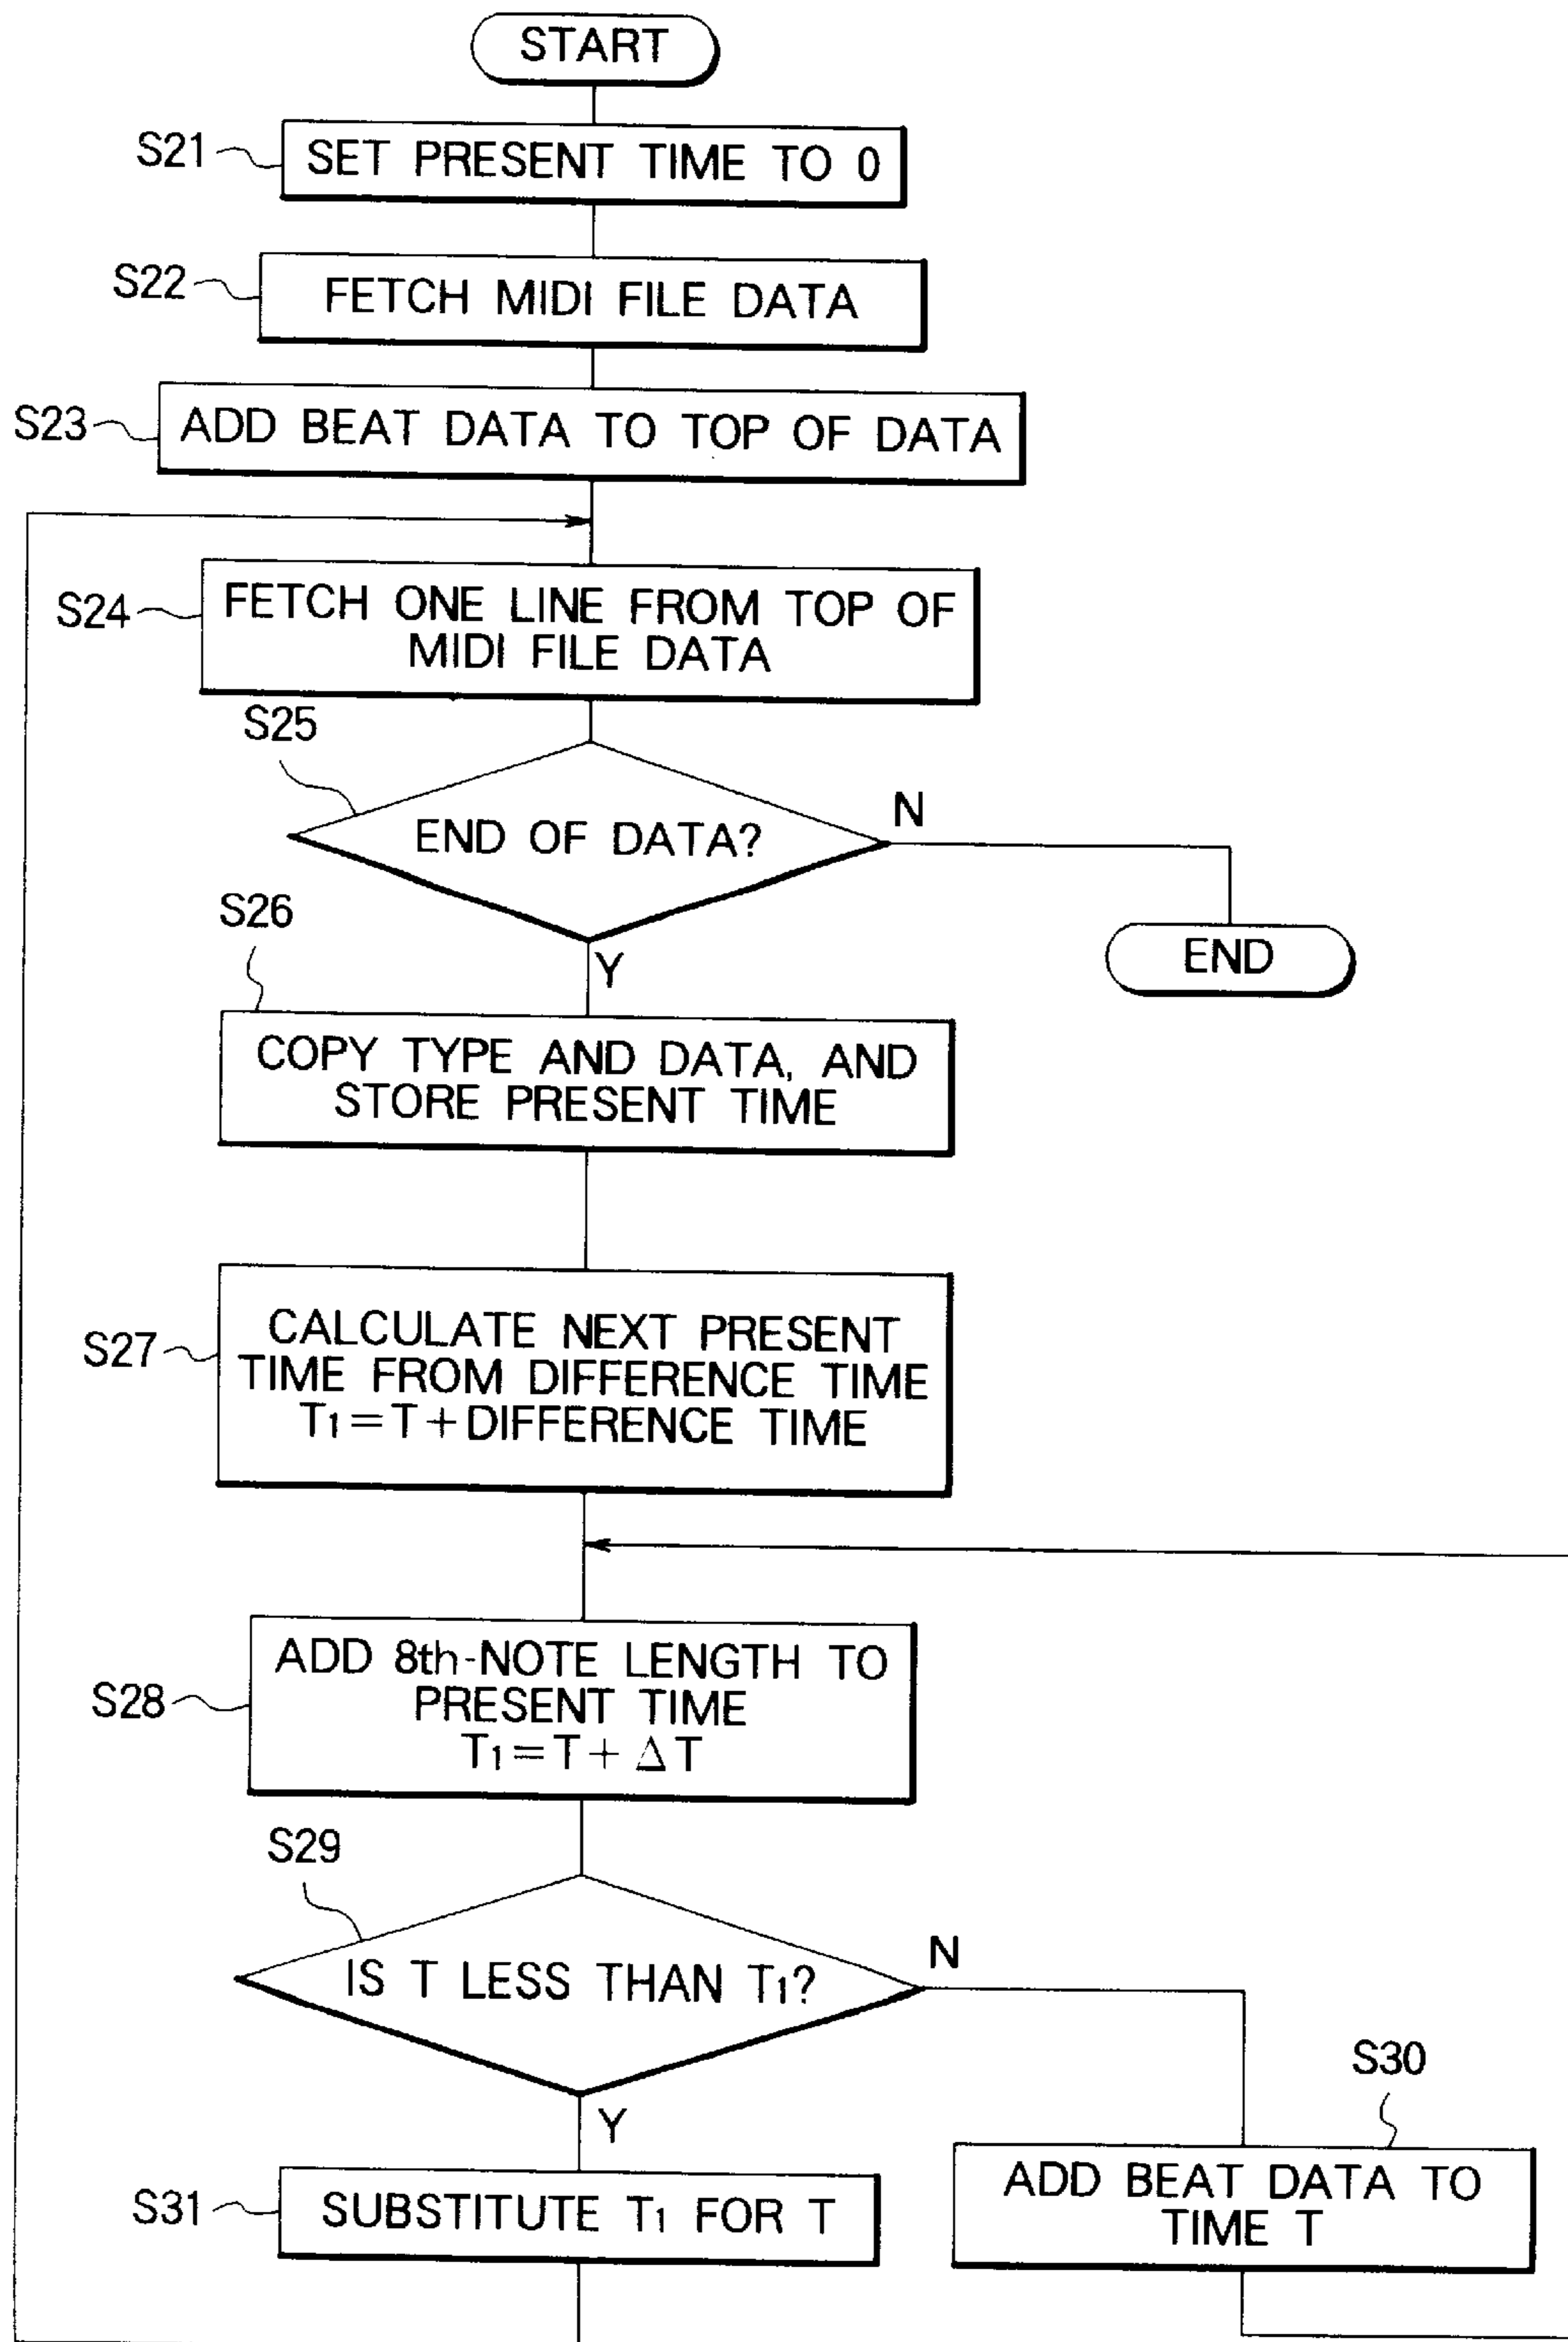 START
S21
SET PRESENT TIME TO 0
S22
FETCH MIDI FILE DATA
S23
ADD BEAT DATA TO TOP OF DATA
S24
FETCH ONE LINE FROM TOP OF
MIDI FILE DATA
S25
END OF DATA?
N
END
Y
S26
COPY TYPE AND DATA, AND
STORE PRESENT TIME
S27
CALCULATE NEXT PRESENT
TIME FROM DIFFERENCE TIME
T₁=T+DIFFERENCE TIME
S28
ADD 8th-NOTE LENGTH TO
PRESENT TIME
T₁=T+ΔT
S29
IS T LESS THAN T₁?
N
Y
S30
ADD BEAT DATA TO
TIME T
S31
SUBSTITUTE T₁ FOR T